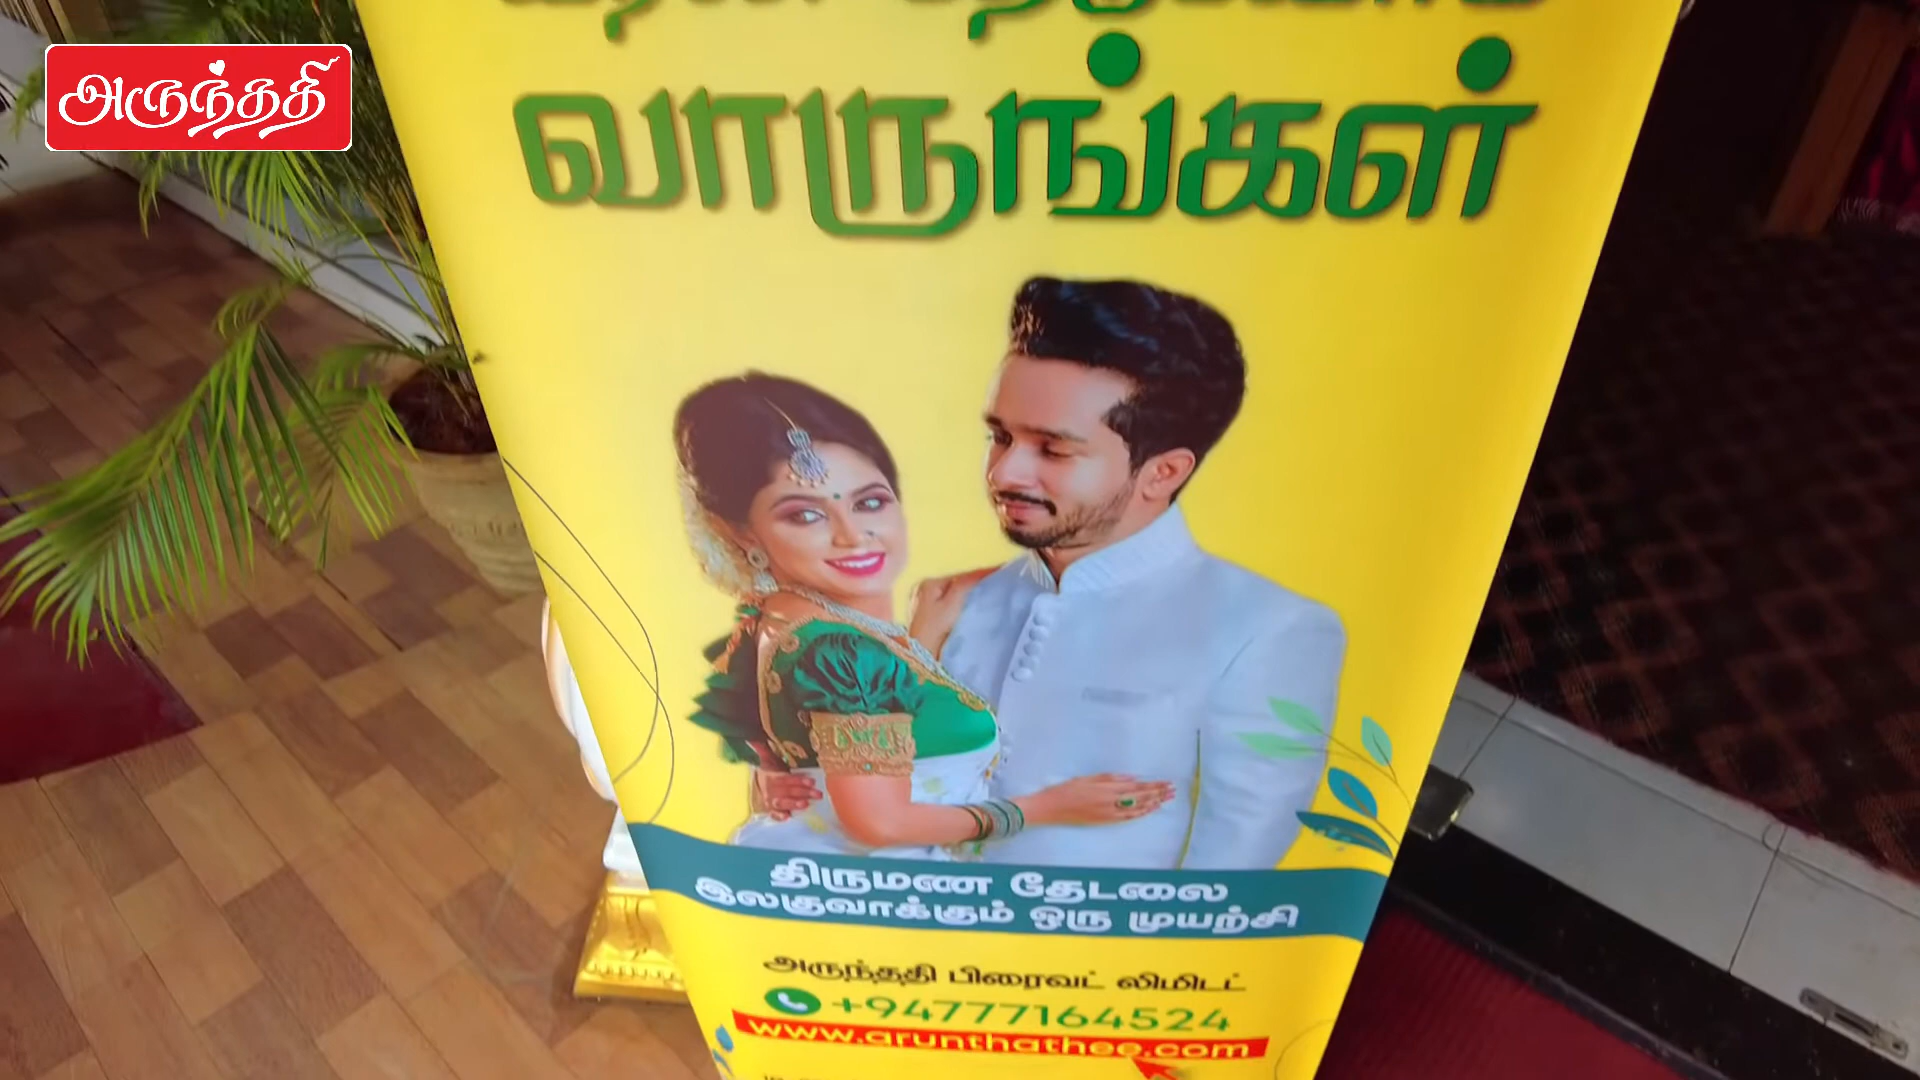 அருந்ததி
வாருங்கள்
திருமண தேடலை
இலகுவாக்கும் ஒரு முயற்சி
அருந்ததி பிரைவட் லிமிடட்
+94777164524
www.arunthathee.com